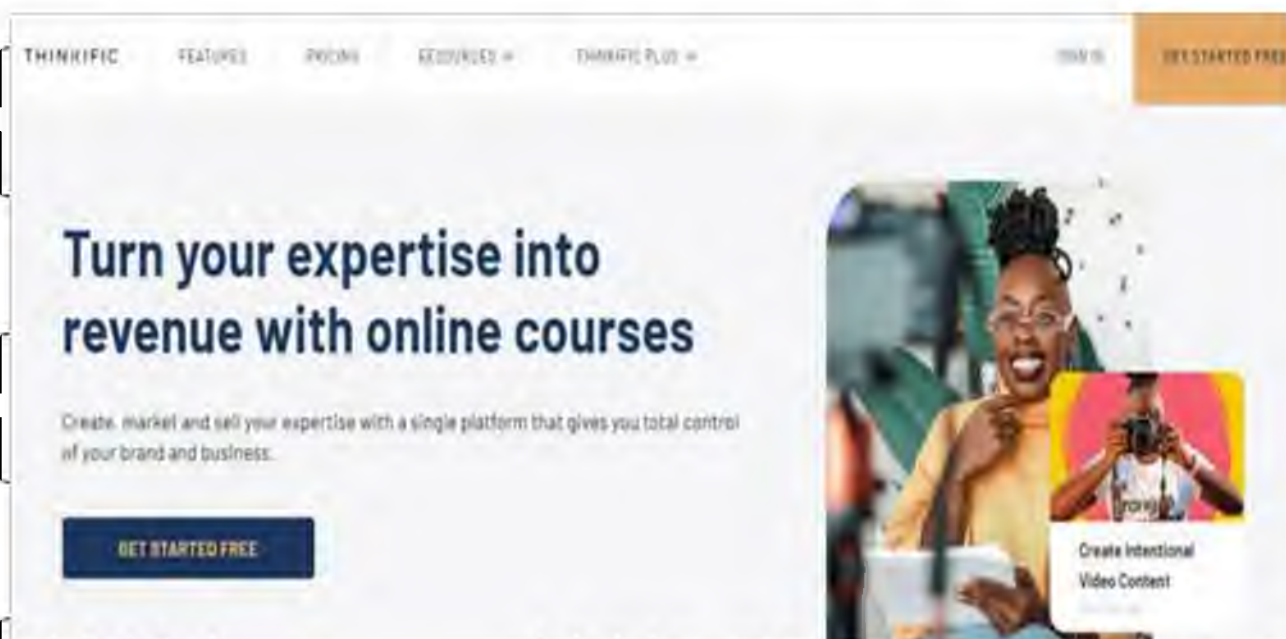 THINKIFIC
FEATURES
PRICING
RESOURCES
THINKIFIC PLUS
SIGN IN
GET STARTED FREE
Turn your expertise into
revenue with online courses
Create, market and sell your expertise with a single platform that gives you total control
of your brand and business.
GET STARTED FREE
Create Intentional
Video Content